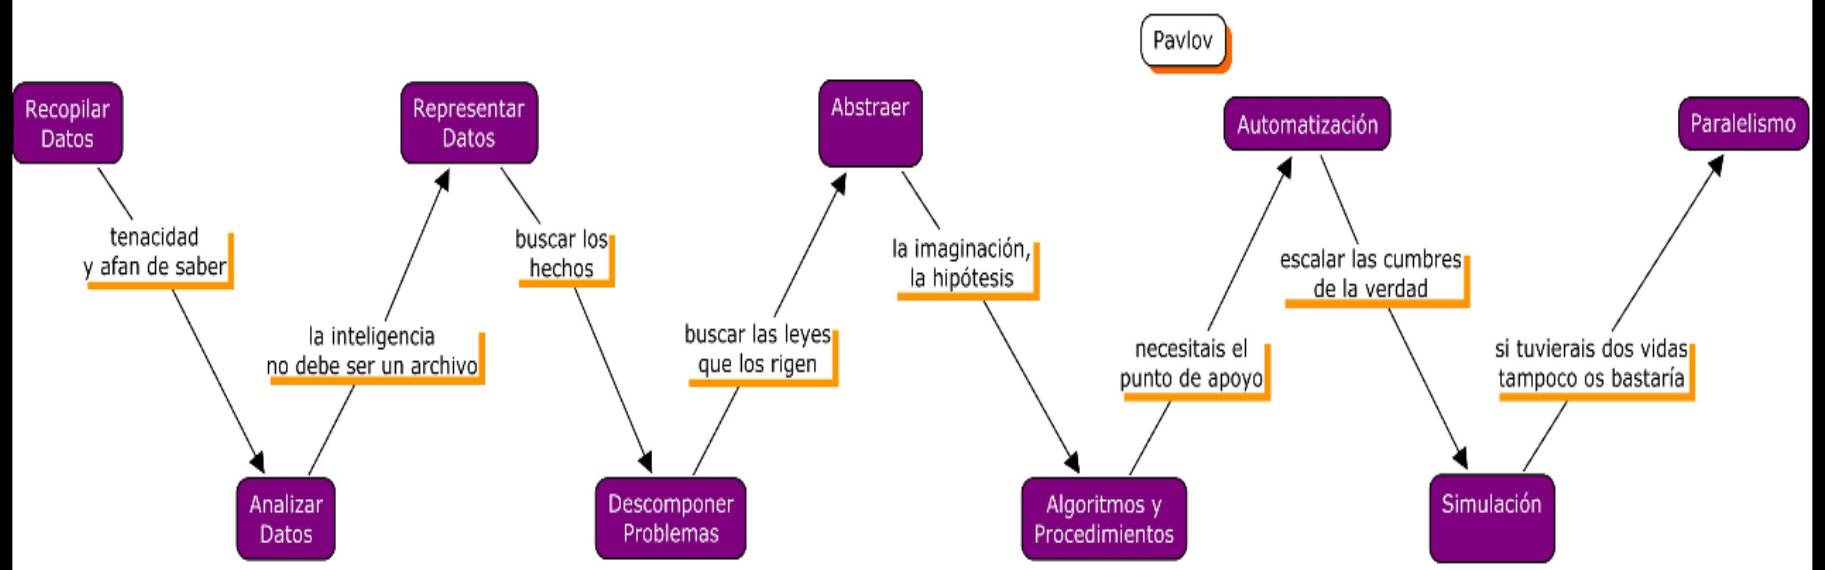 Pavlov
Recopilar
Datos
tenacidad
y afan de saber
Analizar
Datos
la inteligencia
no debe ser un archivo
Representar
Datos
buscar los
hechos
Descomponer
Problemas
buscar las leyes
que los rigen
Abstraer
la imaginación,
la hipótesis
Algoritmos y
Procedimientos
necesitais el
punto de apoyo
Automatización
escalar las cumbres
de la verdad
Simulación
si tuvierais dos vidas
tampoco os bastaría
Paralelismo